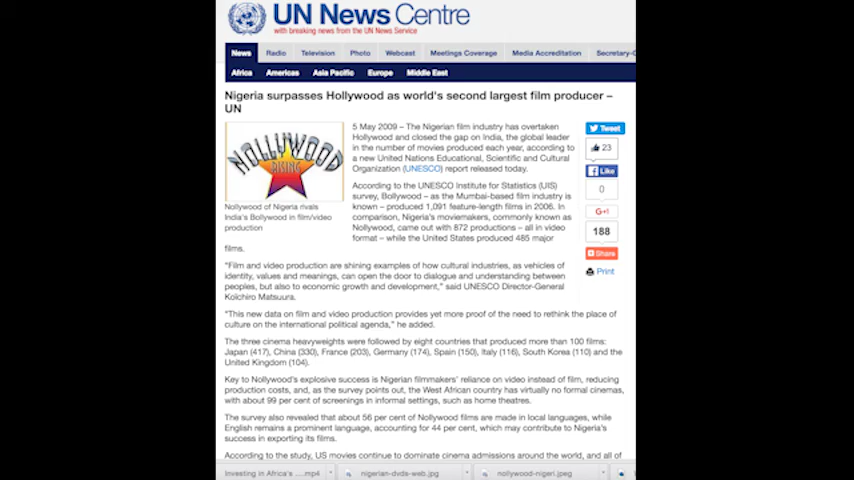 UN News Centre
with breaking news from the UN News Service
News Radio Television Photo Webcast Meetings Coverage Media Accreditation Secretary-G
Africa Americas Asia Pacific Europe Middle East
Nigeria surpasses Hollywood as world's second largest film producer –
UN
NOLLYWOOD
RISING
Nollywood of Nigeria rivals
India's Bollywood in film/video
production
5 May 2009 – The Nigerian film industry has overtaken
Hollywood and closed the gap on India, the global leader
in the number of movies produced each year, according to
a new United Nations Educational, Scientific and Cultural
Organization (UNESCO) report released today.
According to the UNESCO Institute for Statistics (UIS)
survey, Bollywood – as the Mumbai-based film industry is
known – produced 1,091 feature-length films in 2006. In
comparison, Nigeria's moviemakers, commonly known as
Nollywood, came out with 872 productions – all in video
format – while the United States produced 485 major
films.
Tweet
23
Like
0
G+1
188
Share
Print
“Film and video production are shining examples of how cultural industries, as vehicles of
identity, values and meanings, can open the door to dialogue and understanding between
peoples, but also to economic growth and development,” said UNESCO Director-General
Koïchiro Matsuura.
“This new data on film and video production provides yet more proof of the need to rethink the place of
culture on the international political agenda,” he added.
The three cinema heavyweights were followed by eight countries that produced more than 100 films:
Japan (417), China (330), France (203), Germany (174), Spain (150), Italy (116), South Korea (110) and the
United Kingdom (104).
Key to Nollywood's explosive success is Nigerian filmmakers' reliance on video instead of film, reducing
production costs, and, as the survey points out, the West African country has virtually no formal cinemas,
with about 99 per cent of screenings in informal settings, such as home theatres.
The survey also revealed that about 56 per cent of Nollywood films are made in local languages, while
English remains a prominent language, accounting for 44 per cent, which may contribute to Nigeria's
success in exporting its films.
According to the study, US movies continue to dominate cinema admissions around the world, and all of
Investing in Africa's ....mp4 nigerian-dvds-web.jpg nollywood-nigeri.jpeg